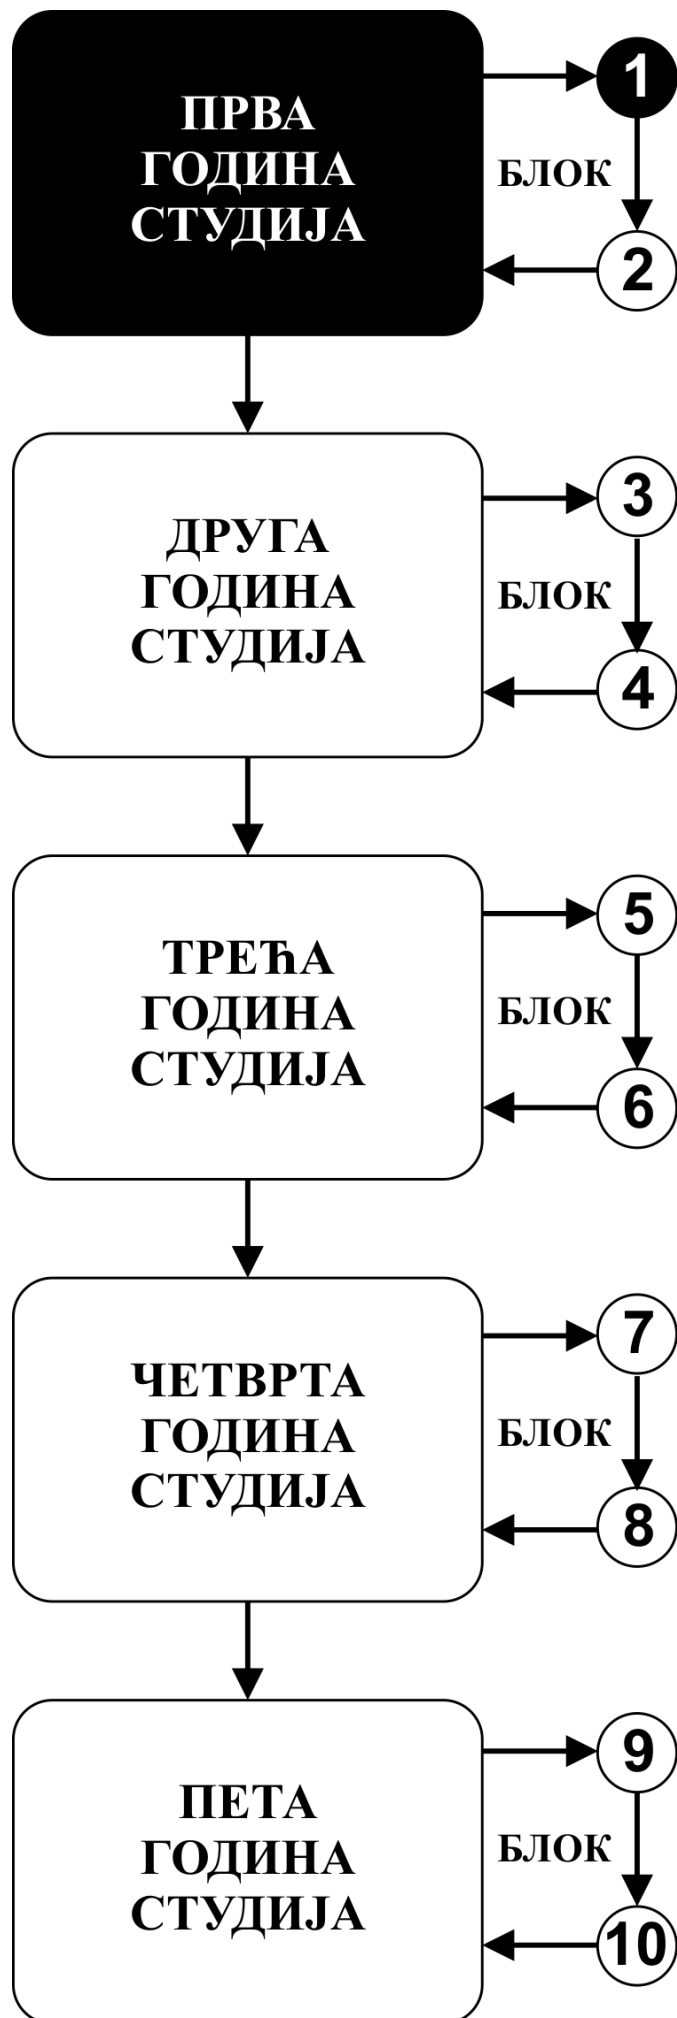 ПРВА
ГОДИНА
СТУДИЈА
1
БЛОК
2
ДРУГА
ГОДИНА
СТУДИЈА
3
БЛОК
4
ТРЕЋА
ГОДИНА
СТУДИЈА
5
БЛОК
6
ЧЕТВРТА
ГОДИНА
СТУДИЈА
7
БЛОК
8
ПЕТА
ГОДИНА
СТУДИЈА
9
БЛОК
10